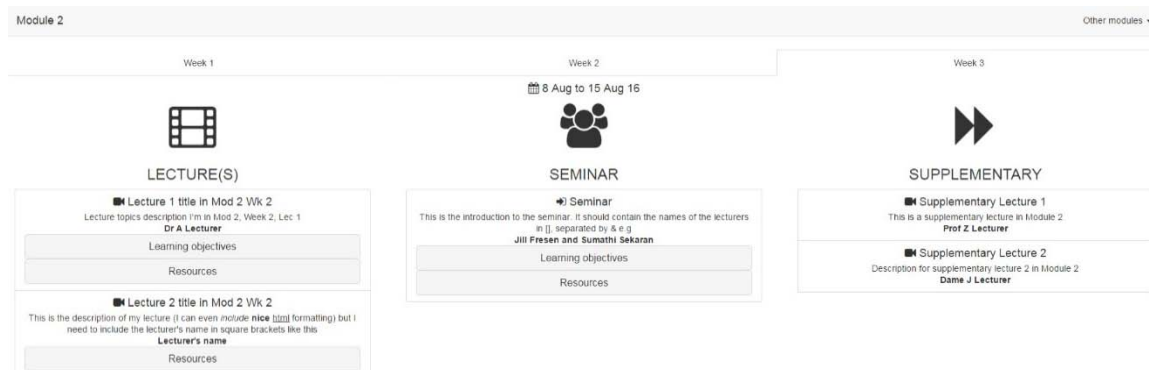 Module 2
Other modules
Week 1
Week 2
Week 3
8 Aug to 15 Aug 16
LECTURE(S)
Lecture 1 title in Mod 2 Wk 2
Lecture topics description I'm in Mod 2, Week 2, Lec 1
Dr A Lecturer
Learning objectives
Resources
Lecture 2 title in Mod 2 Wk 2
This is the description of my lecture (I can even include nice html formatting) but I
need to include the lecturer's name in square brackets like this
Lecturer's name
Resources
SEMINAR
Seminar
This is the introduction to the seminar. It should contain the names of the lecturers
in [], separated by & e.g
Jill Fresen and Sumathi Sekaran
Learning objectives
Resources
SUPPLEMENTARY
Supplementary Lecture 1
This is a supplementary lecture in Module 2
Prof Z Lecturer
Supplementary Lecture 2
Description for supplementary lecture 2 in Module 2
Dame J Lecturer